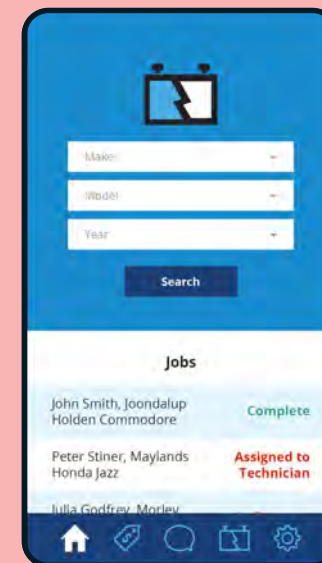 Make
Model
Year
Search
Jobs
John Smith, Joondalup
Holden Commodore
Complete
Peter Stiner, Maylands
Honda Jazz
Assigned to
Technician
Julia Godfrey, Morley